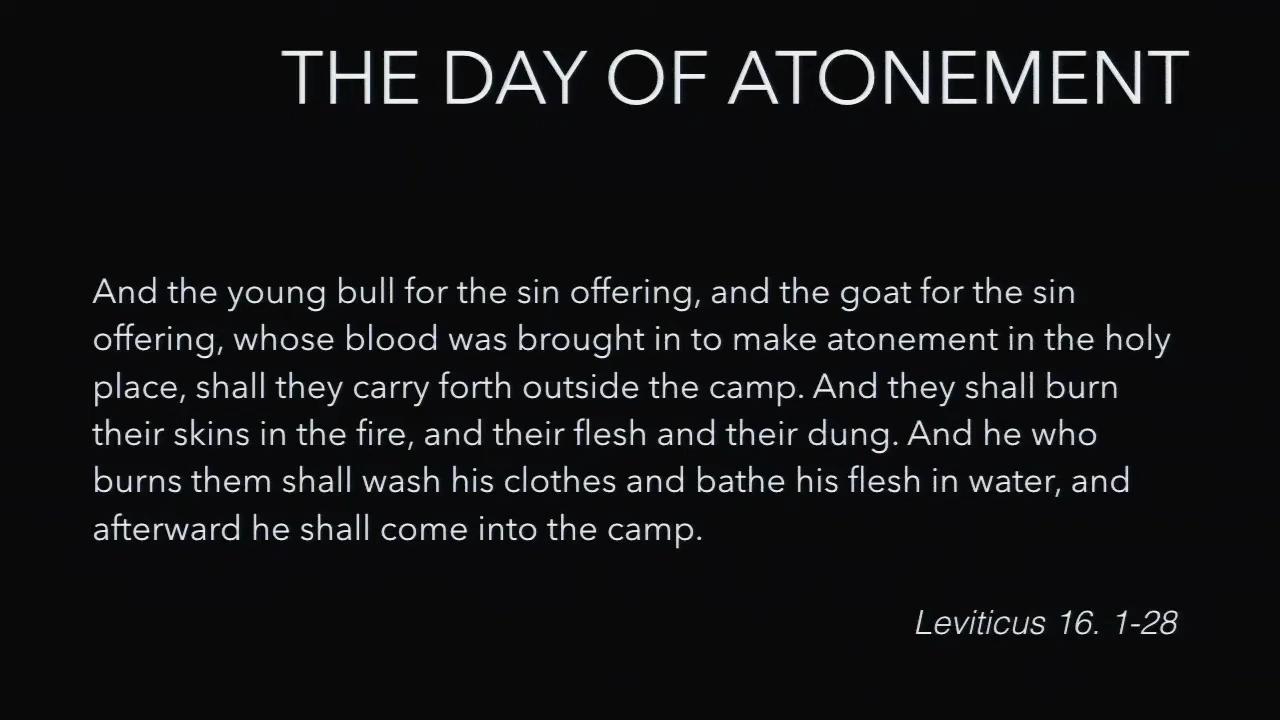 THE DAY OF ATONEMENT
And the young bull for the sin offering, and the goat for the sin
offering, whose blood was brought in to make atonement in the holy
place, shall they carry forth outside the camp. And they shall burn
their skins in the fire, and their flesh and their dung. And he who
burns them shall wash his clothes and bathe his flesh in water, and
afterward he shall come into the camp.
Leviticus 16. 1-28